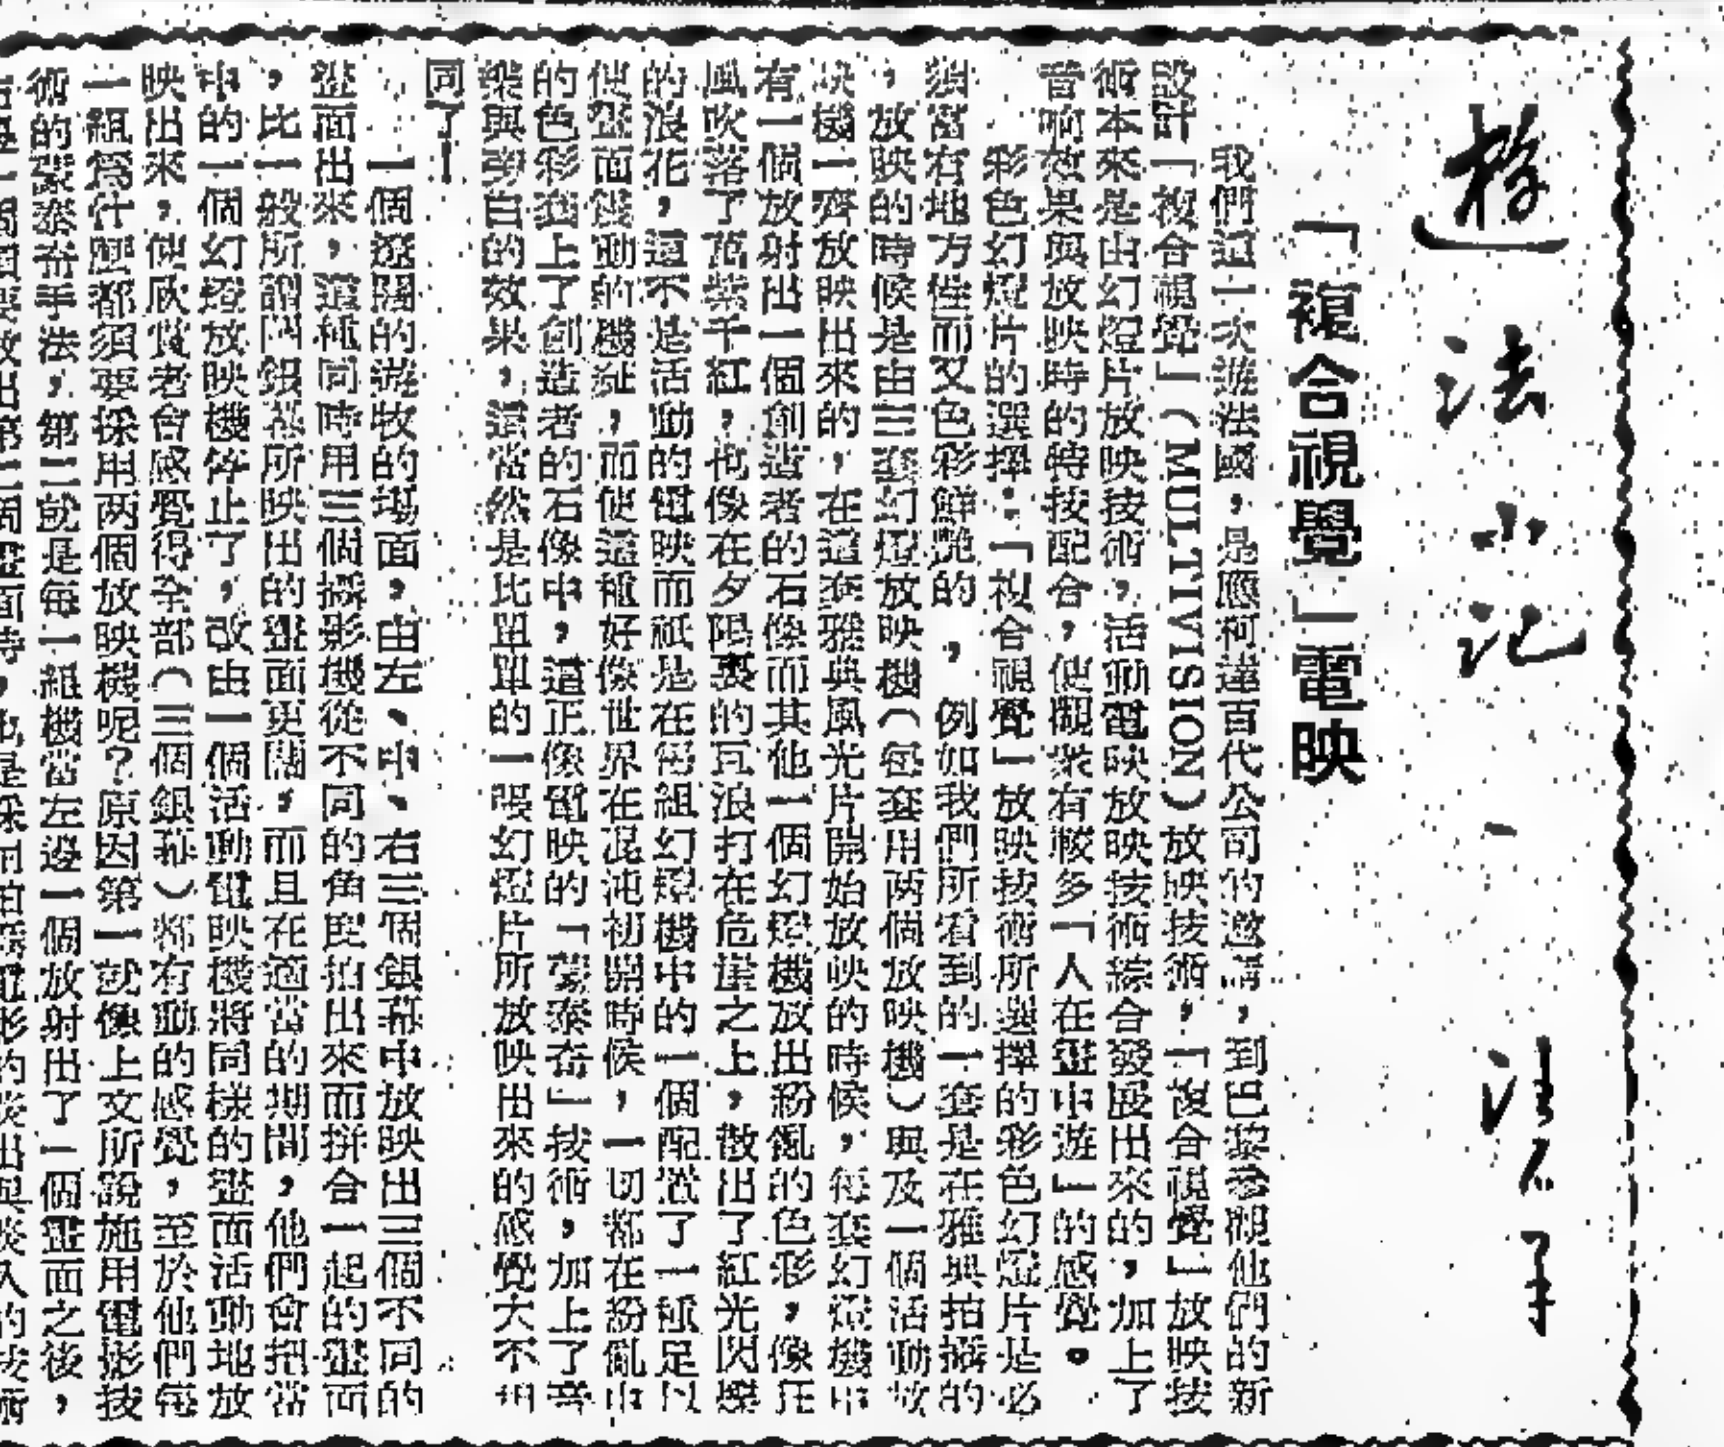 遊法小記 一
「複合視覺」電映
我們這一次遊法國，是應柯達百代公司的邀請，到巴黎參觀他們的新
設計「複合視覺」(MULTIVISION)放映技術，「複合視覺」放映技
術本來是由幻燈片放映技術，活動電映放映技術綜合發展出來的，加上了
音响效果與放映時的特技配合，使觀衆有較多「人在畫中遊」的感覺。
彩色幻燈片的選擇：「複合視覺」放映技術所選擇的彩色幻燈片是必
須富有地方性而又色彩鮮艷的，例如我們所看到的一套是在雅典拍攝的
，放映的時候是由三套幻燈放映機(每套用两個放映機)與及一個活動放
映機一齊放映出來的，在這套雅典風光片開始放映的時候，每套幻燈機中
有一個放射出一個創造者的石像而其他一個幻燈機放出紛亂的色彩，像狂
風吹落了萬紫千紅，也像在夕陽裏的巨浪打在危崖之上，散出了紅光閃爍
的浪花，這不是活動的電映而祇是在每組幻燈機中的一個配搭了一種足以
使畫面 動的機 ，而使這種好像世界在混沌初開時候，一切都在紛亂中
的色彩套上了創造者的石像中，這正像電映的「蒙泰奇」技術，加上了音
樂與旁白的效果，這當然是比單單的一張幻燈片所放映出來的感覺大不相
同了—
一個遼闊的遊牧的場面，由左、中、右三個銀幕中放映出三個不同的
畫面出來，這種同時用三個攝影機從不同的角度拍出來而拼合一起的畫面
，比一般所謂闊銀幕所映出的畫面更闊，而且在適當的期間，他們會把當
中的一個幻燈放映機停止了，改由一個活動電映機將同樣的畫面活動地放
映出來，使欣賞者會感覺得全部(三個銀幕)都有動的感覺，至於他們每
一組爲什麽都須要採用两個放映機呢？原因第一就像上文所說施用電影技
術的蒙泰奇手法，第二就是每一組機當左邊一個放射出了一個畫面之後，